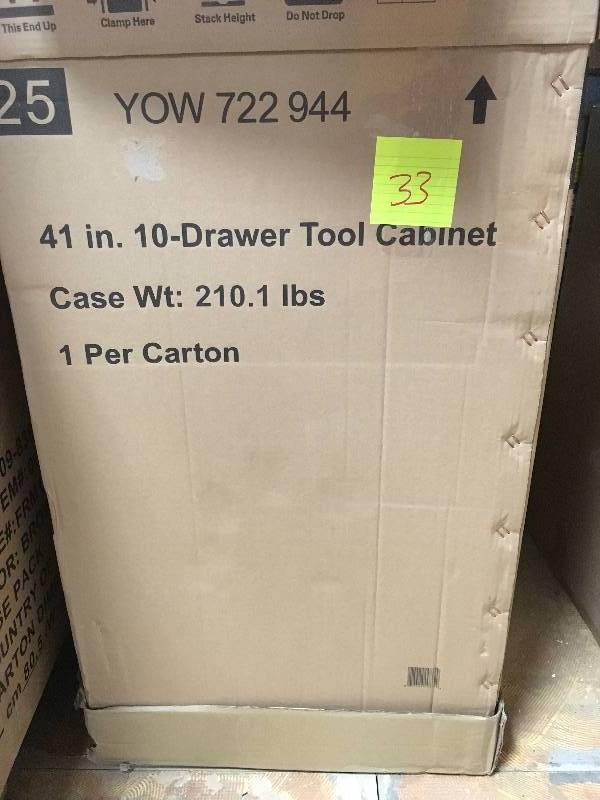 This End Up
Clamp Here
Stack Height
Do Not Drop
25
YOW 722 944
33
41 in. 10-Drawer Tool Cabinet
Case Wt: 210.1 lbs
1 Per Carton